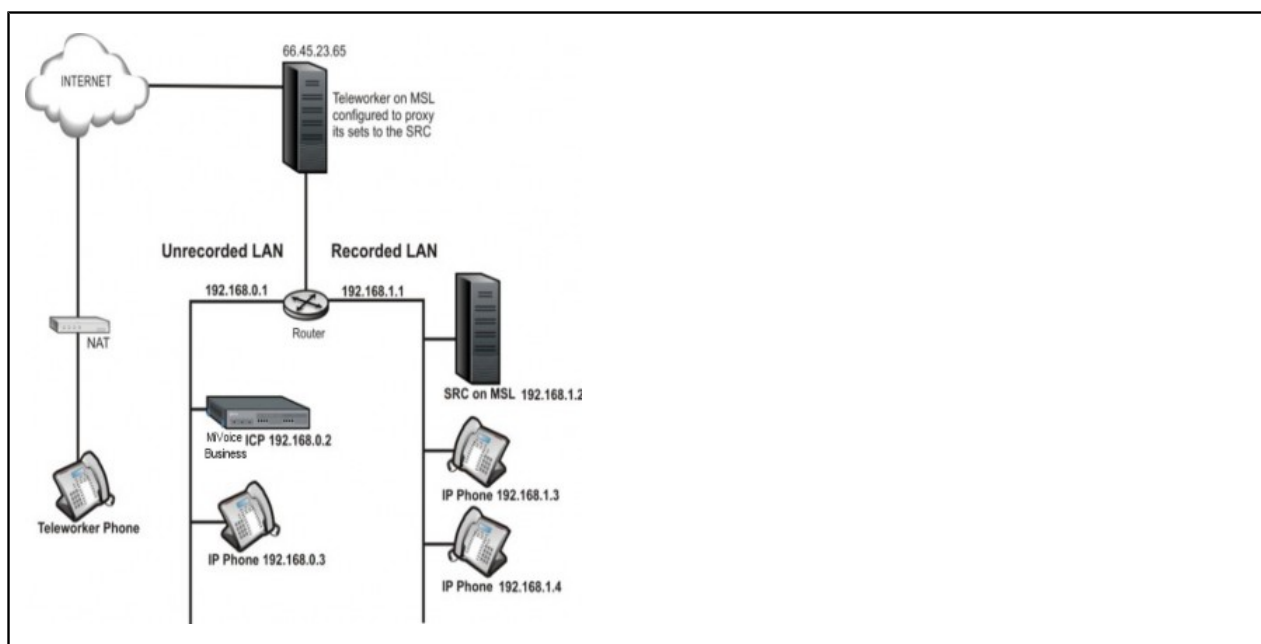 66.45.23.65
INTERNET
Teleworker on MSL
configured to proxy
its sets to the SRC
Unrecorded LAN
Recorded LAN
192.168.0.1
192.168.1.1
Router
NAT
SRC on MSL 192.168.1.2
MiVoice ICP 192.168.0.2
Business
IP Phone 192.168.1.3
Teleworker Phone
IP Phone 192.168.0.3
IP Phone 192.168.1.4